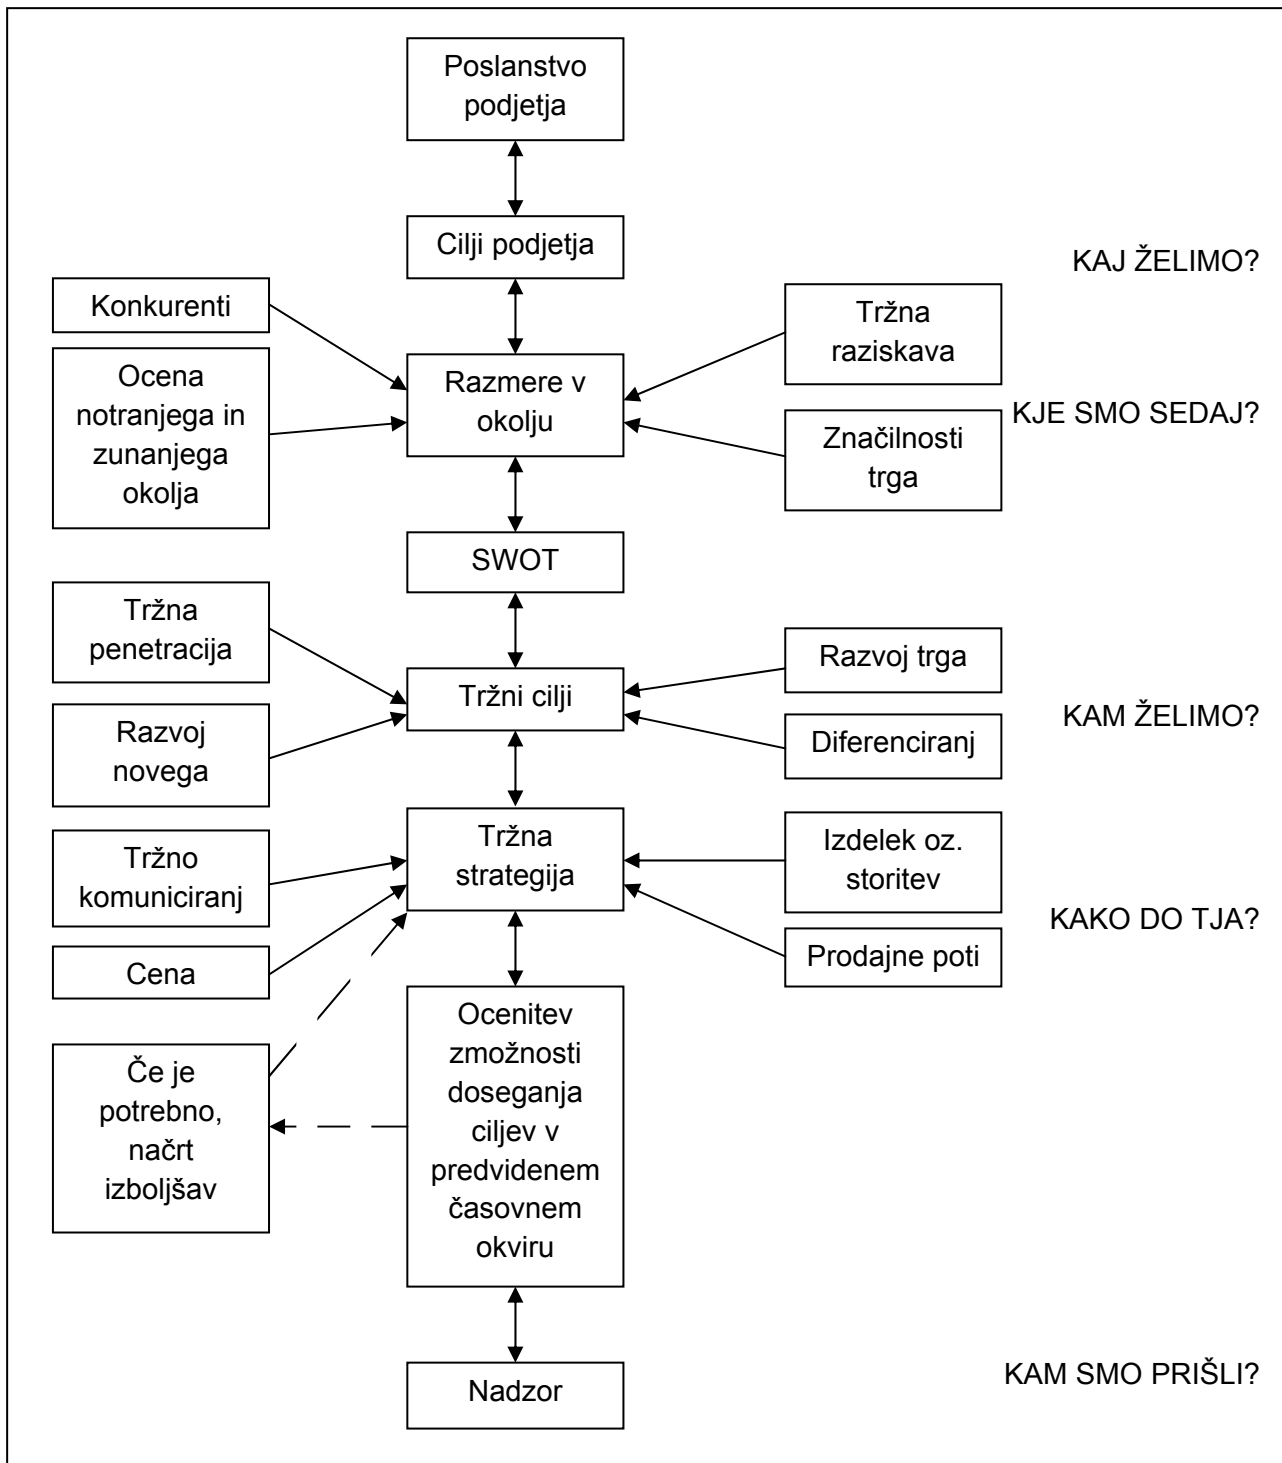 Poslanstvo
podjetja
Cilji podjetja
KAJ ŽELIMO?
Konkurenti
Tržna
raziskava
Ocena
notranjega in
zunanjega
okolja
Razmere v
okolju
KJE SMO SEDAJ?
Značilnosti
trga
SWOT
Tržna
penetracija
Razvoj trga
Tržni cilji
KAM ŽELIMO?
Razvoj
novega
Diferenciranj
Tržno
komuniciranj
Tržna
strategija
Izdelek oz.
storitev
KAKO DO TJA?
Cena
Prodajne poti
Ocenitev
zmožnosti
doseganja
ciljev v
predvidenem
časovnem
okviru
Če je
potrebno,
načrt
izboljšav
Nadzor
KAM SMO PRIŠLI?